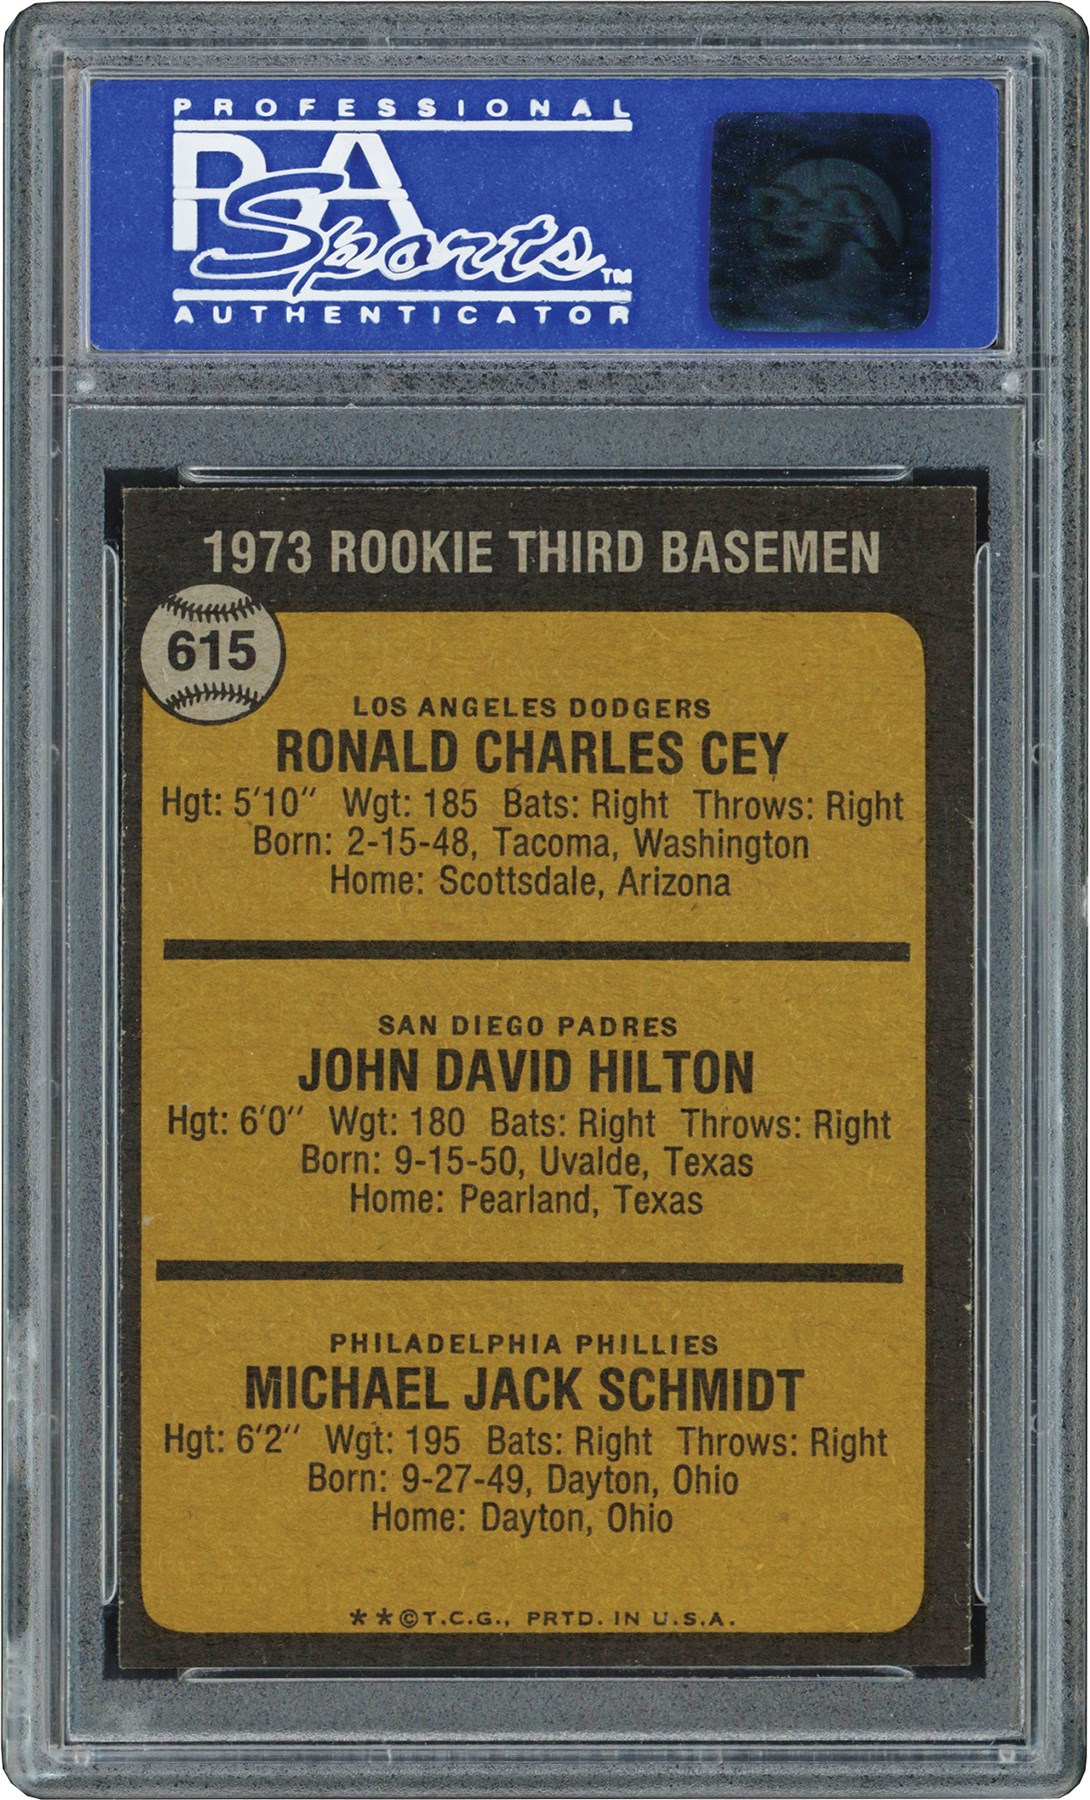 PROFESSIONAL
PSA
Sports™
AUTHENTICATOR
1973 ROOKIE THIRD BASEMEN
615
LOS ANGELES DODGERS
RONALD CHARLES CEY
Hgt: 5'10" Wgt: 185 Bats: Right Throws: Right
Born: 2-15-48, Tacoma, Washington
Home: Scottsdale, Arizona
SAN DIEGO PADRES
JOHN DAVID HILTON
Hgt: 6'0" Wgt: 180 Bats: Right Throws: Right
Born: 9-15-50, Uvalde, Texas
Home: Pearland, Texas
PHILADELPHIA PHILLIES
MICHAEL JACK SCHMIDT
Hgt: 6'2" Wgt: 195 Bats: Right Throws: Right
Born: 9-27-49, Dayton, Ohio
Home: Dayton, Ohio
**©T.C.G., PRTD. IN U.S.A.